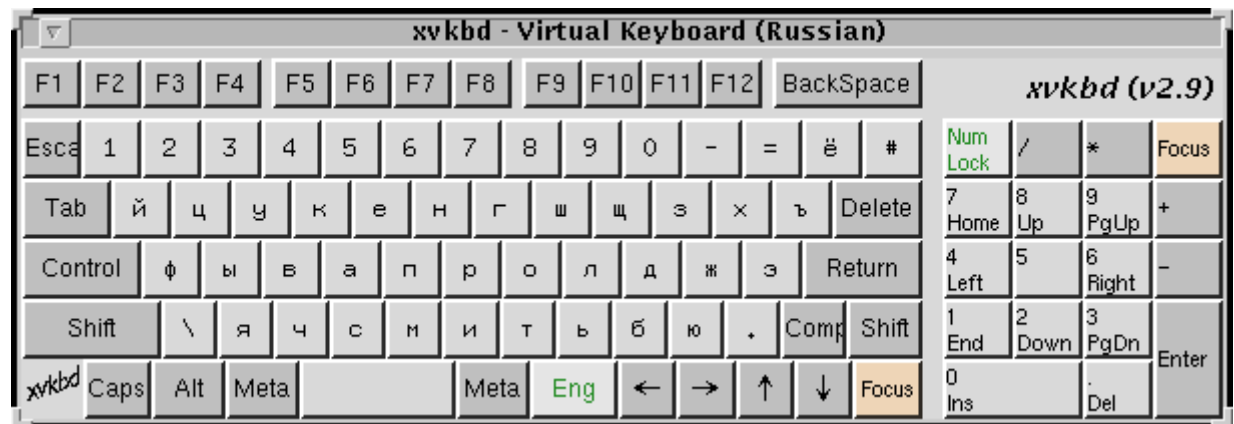 xvkbd - Virtual Keyboard (Russian)
F1 F2 F3 F4 F5 F6 F7 F8 F9 F10 F11 F12 BackSpace xvkbd (v2.9)
Esca 1 2 3 4 5 6 7 8 9 0 - = ё # Num Lock / * Focus
Tab й ц у к е н г ш щ з х ъ Delete 7 Home 8 Up 9 PgUp +
Control ф ы в а п р о л д ж э Return 4 Left 5 6 Right -
Shift \ я ч с м и т ь б ю . Comp Shift 1 End 2 Down 3 PgDn Enter
xvkbd Caps Alt Meta Meta Eng ← → ↑ ↓ Focus 0 Ins . Del